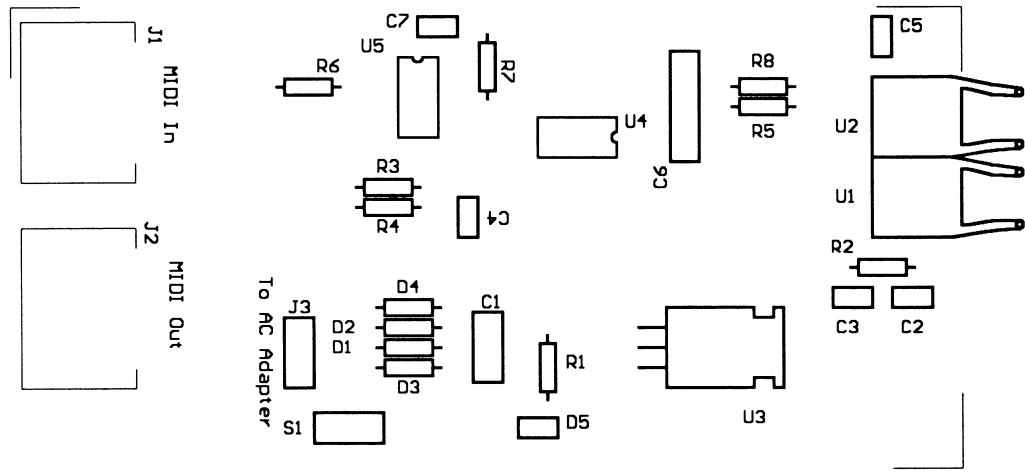 J1
MIDI In
C7
U5
R6
R7
U4
C6
R8
R5
C5
U2
U1
R3
R4
C4
J2
MIDI Out
R2
C3
C2
To AC Adapter
J3
D4
D2
D1
D3
C1
R1
S1
D5
U3